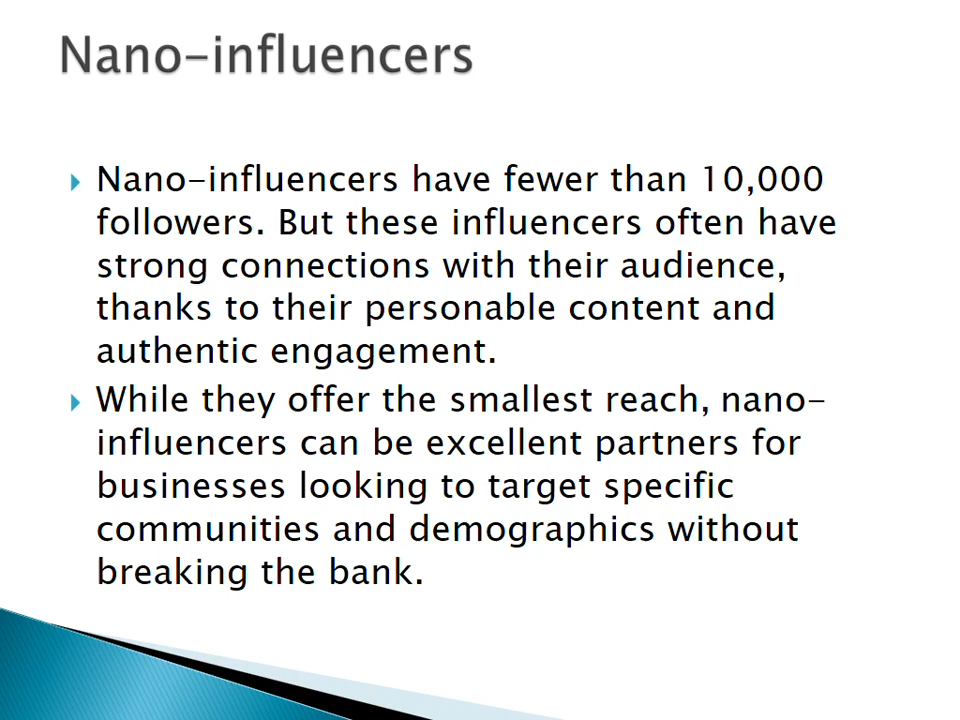 Nano-influencers
Nano-influencers have fewer than 10,000
followers. But these influencers often have
strong connections with their audience,
thanks to their personable content and
authentic engagement.
While they offer the smallest reach, nano-
influencers can be excellent partners for
businesses looking to target specific
communities and demographics without
breaking the bank.